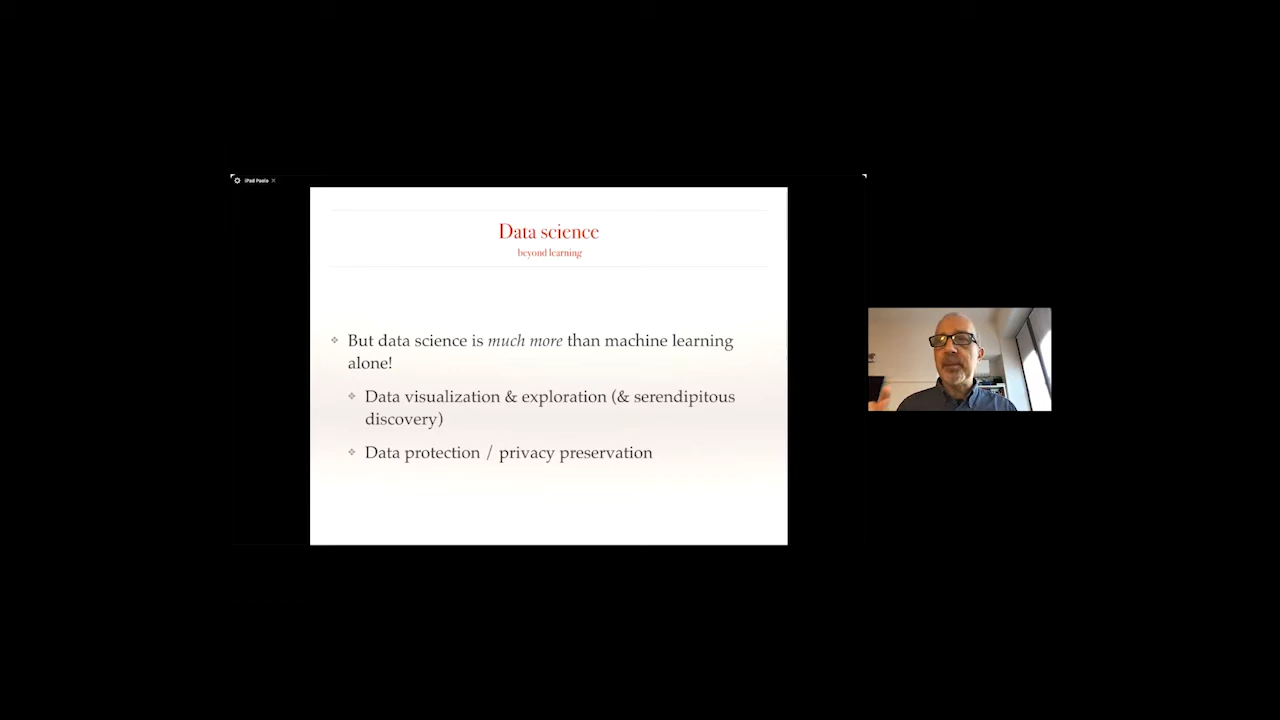 iPad Paolo ×
Data science
beyond learning
But data science is much more than machine learning
alone!
Data visualization & exploration (& serendipitous
discovery)
Data protection / privacy preservation